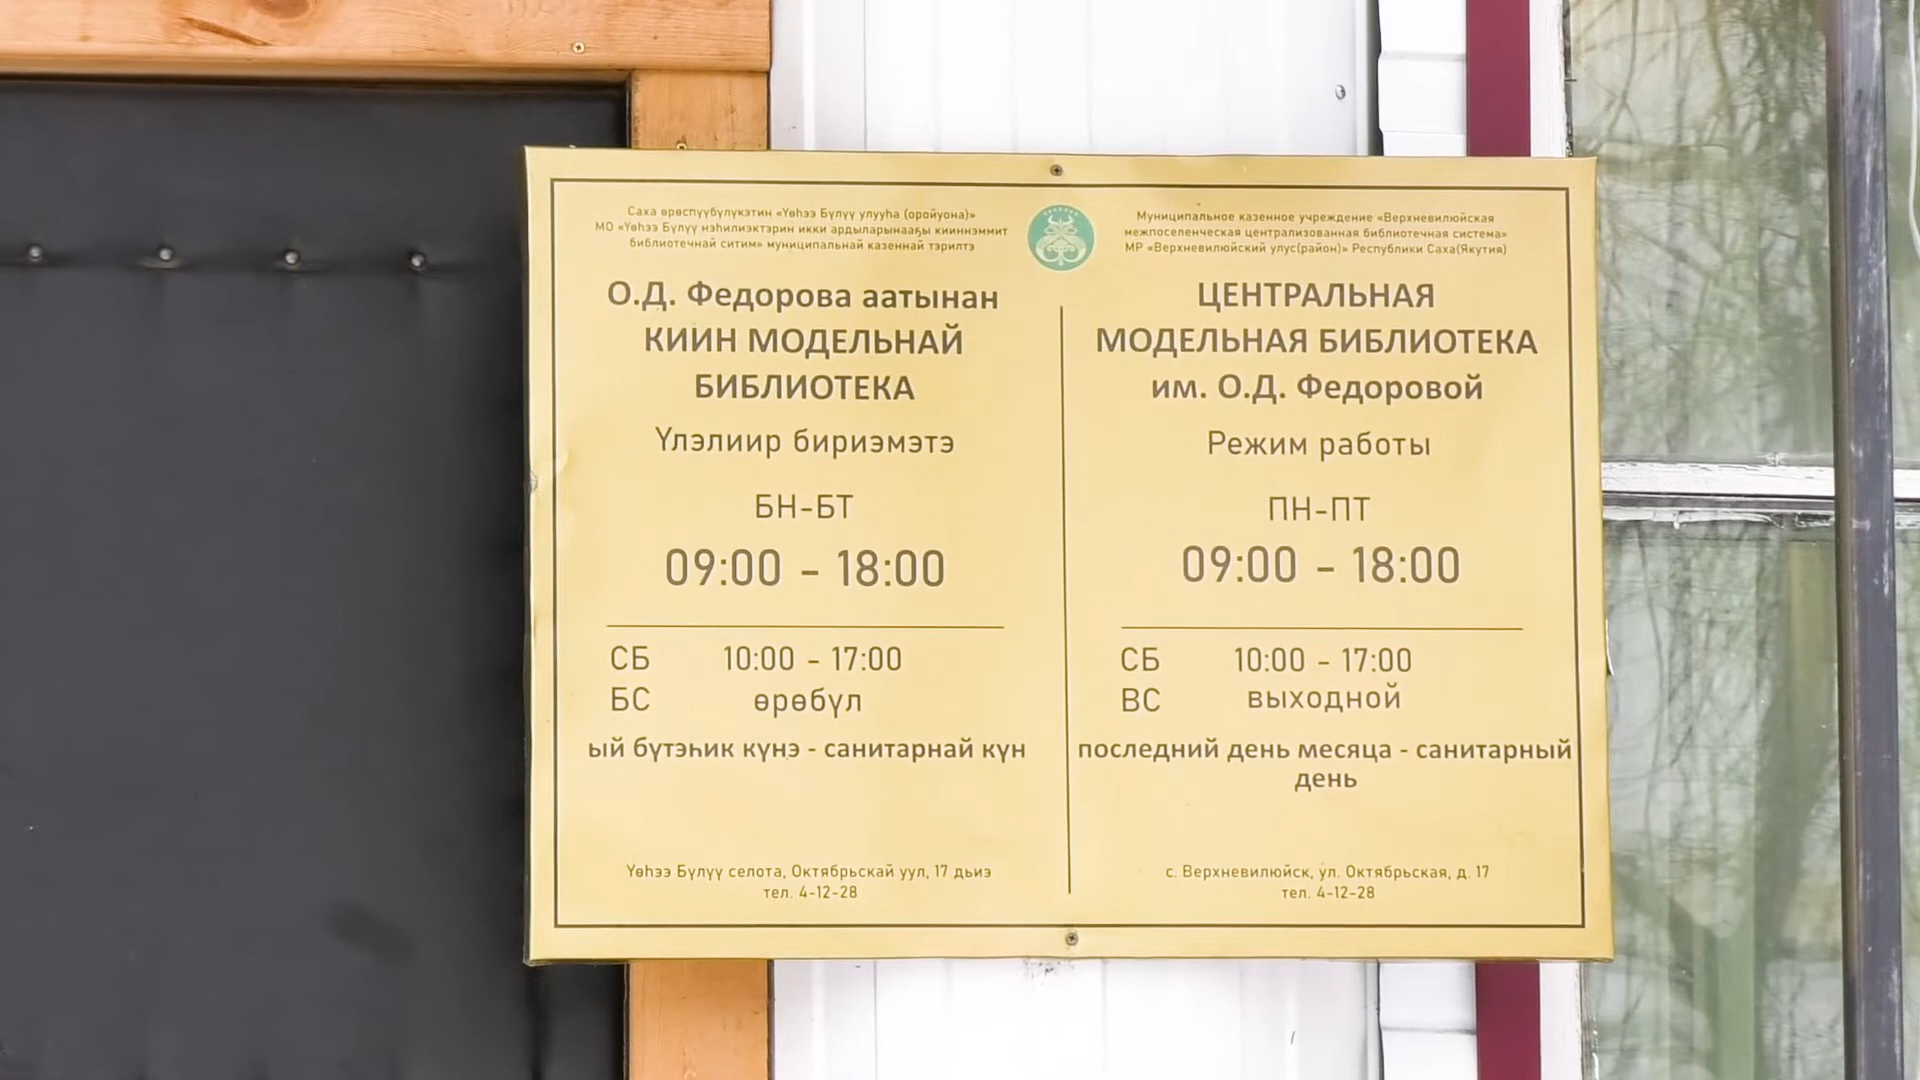 Саха өрөспүүбүлүкэтин «Үөһээ Бүлүү улууһа (оройуона)»
МО «Үөһээ Бүлүү нэһилиэктэрин икки ардыларынааҕы кииннэммит
библиотечнай ситим» муниципальнай казеннай тэрилтэ
О.Д. Федорова аатынан
КИИН МОДЕЛЬНАЙ
БИБЛИОТЕКА
Үлэлиир бириэмэтэ
БН-БТ
09:00 - 18:00
СБ 10:00 - 17:00
БС өрөбүл
ый бүтэһик күнэ - санитарнай күн
Үөһээ Бүлүү селота, Октябрьскай уул, 17 дьиэ
тел. 4-12-28
Муниципальное казенное учреждение «Верхневилюйская
межпоселенческая централизованная библиотечная система»
МР «Верхневилюйский улус(район)» Республики Саха(Якутия)
ЦЕНТРАЛЬНАЯ
МОДЕЛЬНАЯ БИБЛИОТЕКА
им. О.Д. Федоровой
Режим работы
ПН-ПТ
09:00 - 18:00
СБ 10:00 - 17:00
ВС выходной
последний день месяца - санитарный
день
с. Верхневилюйск, ул. Октябрьская, д. 17
тел. 4-12-28